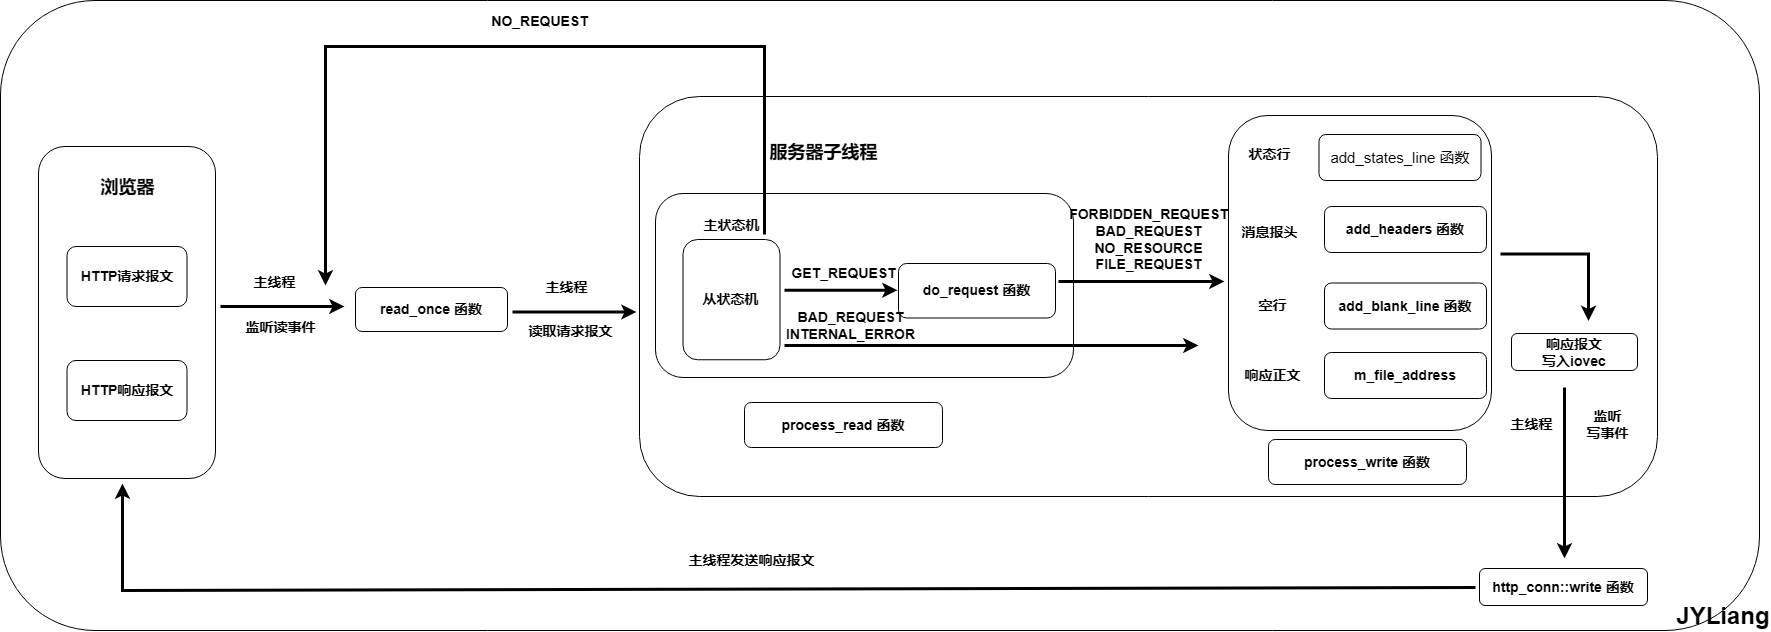 NO_REQUEST
服务器子线程
浏览器
HTTP请求报文
HTTP响应报文
主线程
监听读事件
read_once 函数
主线程
读取请求报文
主状态机
从状态机
GET_REQUEST
do_request 函数
BAD_REQUEST
INTERNAL_ERROR
process_read 函数
FORBIDDEN_REQUEST
BAD_REQUEST
NO_RESOURCE
FILE_REQUEST
状态行
add_states_line 函数
消息报头
add_headers 函数
空行
add_blank_line 函数
响应正文
m_file_address
process_write 函数
响应报文
写入iovec
主线程
监听
写事件
主线程发送响应报文
http_conn::write 函数
JYLiang